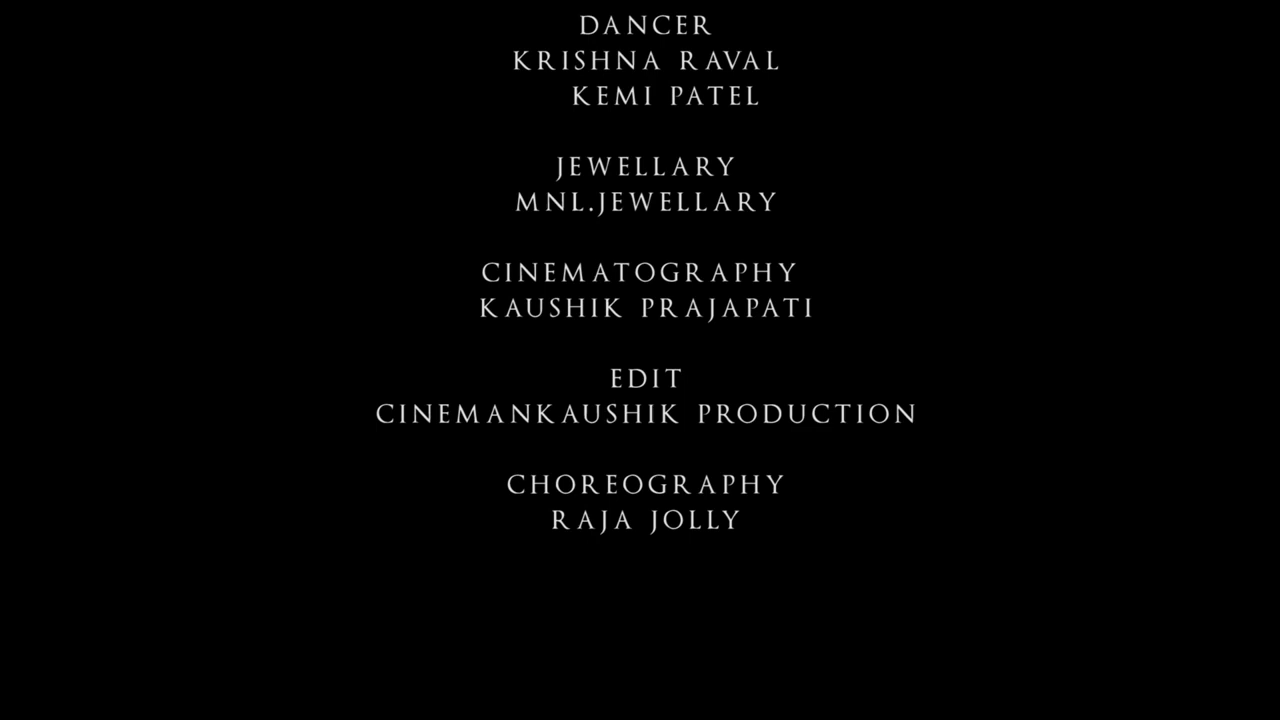 DANCER
KRISHNA RAVAL
KEMI PATEL
JEWELLARY
MNL.JEWELLARY
CINEMATOGRAPHY
KAUSHIK PRAJAPATI
EDIT
CINEMANKAUSHIK PRODUCTION
CHOREOGRAPHY
RAJA JOLLY